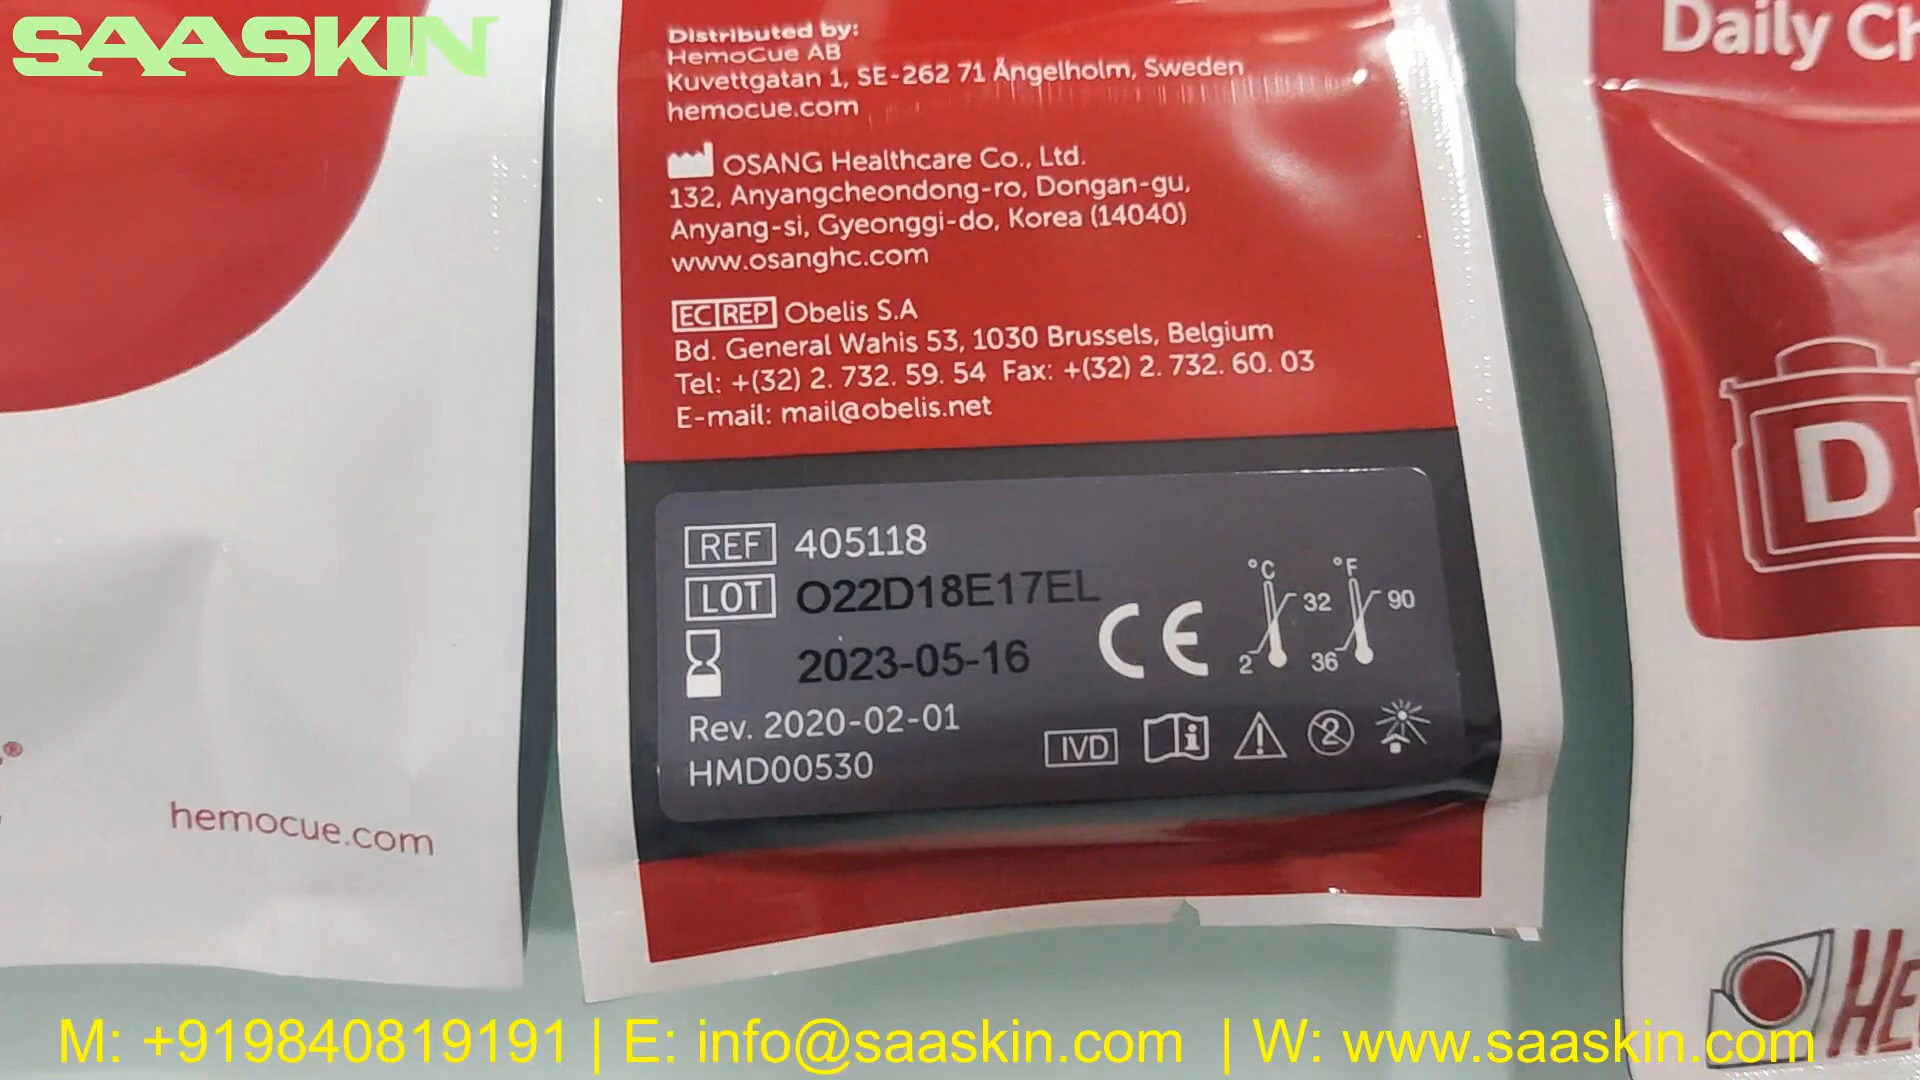 SAASKIN
Distributed by:
HemoCue AB
Kuvettgatan 1, SE-262 71 Ängelholm, Sweden
hemocue.com
OSANG Healthcare Co., Ltd.
132, Anyangcheondong-ro, Dongan-gu,
Anyang-si, Gyeonggi-do, Korea (14040)
www.osanghc.com
EC REP Obelis S.A
Bd. General Wahis 53, 1030 Brussels, Belgium
Tel: +(32) 2. 732. 59. 54 Fax: +(32) 2. 732. 60. 03
E-mail: mail@obelis.net
REF 405118
LOT O22D18E17EL
2023-05-16
Rev. 2020-02-01
HMD00530
CE
°C 32 2
°F 90 36
IVD
2
hemocue.com
Daily
D
M: +919840819191 | E: info@saaskin.com | W: www.saaskin.com